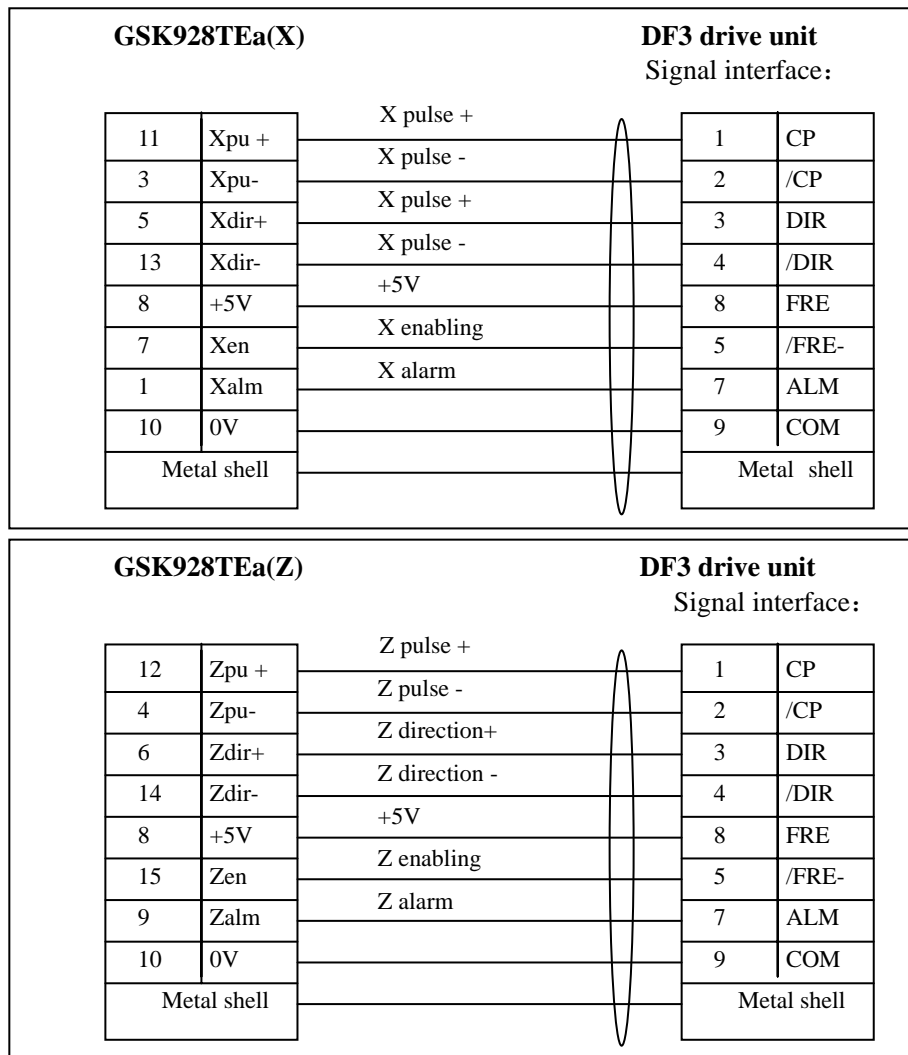 GSK928TEa(X) DF3 drive unit
Signal interface：
X pulse +
11 Xpu + 1 CP
X pulse -
3 Xpu- 2 /CP
X pulse +
5 Xdir+ 3 DIR
X pulse -
13 Xdir- 4 /DIR
+5V
8 +5V 8 FRE
X enabling
7 Xen 5 /FRE-
X alarm
1 Xalm 7 ALM
10 0V 9 COM
Metal shell Metal shell
GSK928TEa(Z) DF3 drive unit
Signal interface：
Z pulse +
12 Zpu + 1 CP
Z pulse -
4 Zpu- 2 /CP
Z direction+
6 Zdir+ 3 DIR
Z direction -
14 Zdir- 4 /DIR
+5V
8 +5V 8 FRE
Z enabling
15 Zen 5 /FRE-
Z alarm
9 Zalm 7 ALM
10 0V 9 COM
Metal shell Metal shell